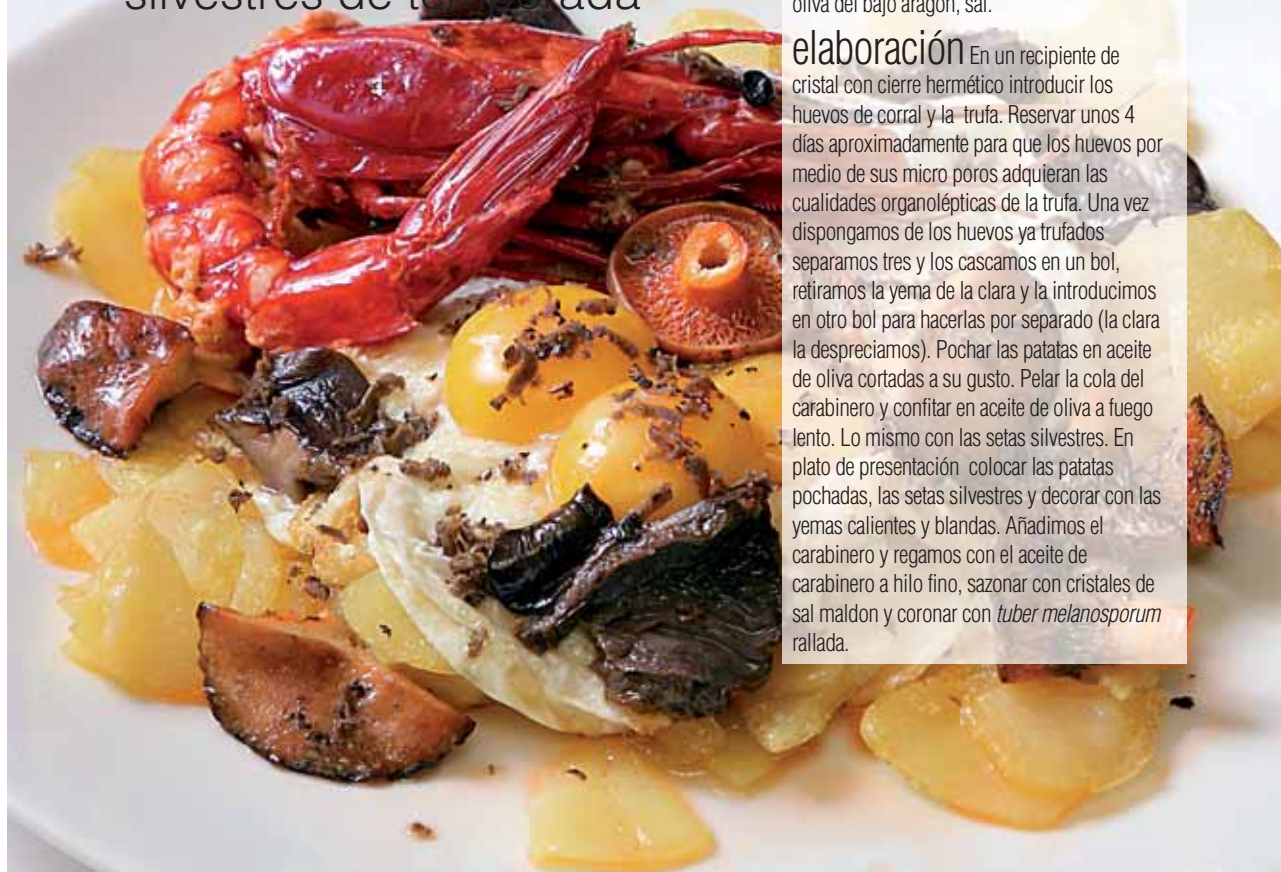 silvestres de temporada
oliva del bajo aragón, sal.
elaboración En un recipiente de
cristal con cierre hermético introducir los
huevos de corral y la trufa. Reservar unos 4
días aproximadamente para que los huevos por
medio de sus micro poros adquieran las
cualidades organolépticas de la trufa. Una vez
dispongamos de los huevos ya trufados
separamos tres y los cascamos en un bol,
retiramos la yema de la clara y la introducimos
en otro bol para hacerlas por separado (la clara
la despreciamos). Pochar las patatas en aceite
de oliva cortadas a su gusto. Pelar la cola del
carabinero y confitar en aceite de oliva a fuego
lento. Lo mismo con las setas silvestres. En
plato de presentación colocar las patatas
pochadas, las setas silvestres y decorar con las
yemas calientes y blandas. Añadimos el
carabinero y regamos con el aceite de
carabinero a hilo fino, sazonar con cristales de
sal maldon y coronar con tuber melanosporum
rallada.